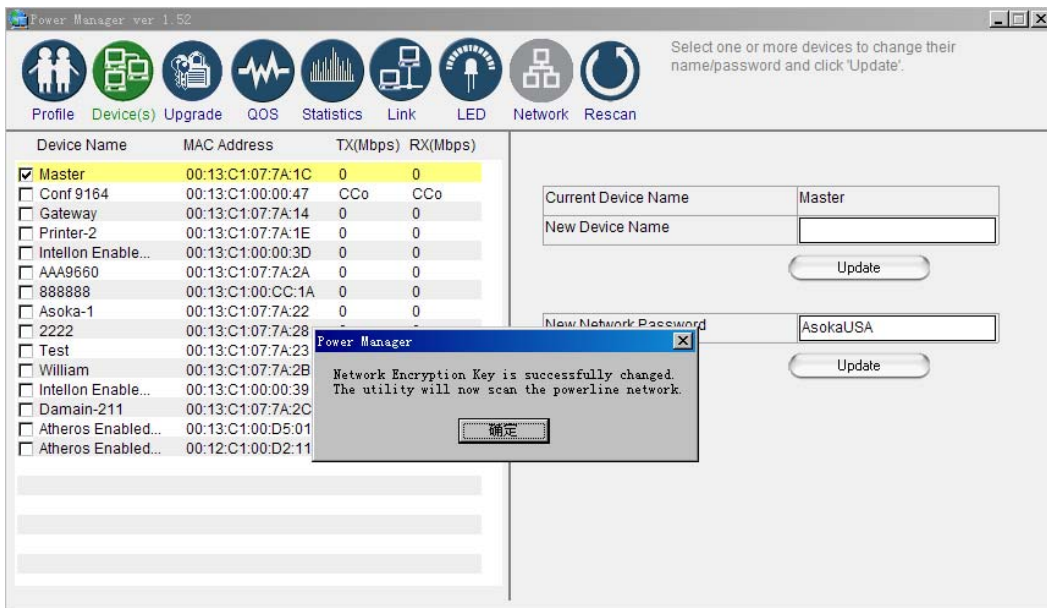 Power Manager ver 1.52
Select one or more devices to change their
name/password and click 'Update'.
Profile Device(s) Upgrade QOS Statistics Link LED Network Rescan
Device Name MAC Address TX(Mbps) RX(Mbps)
Master 00:13:C1:07:7A:1C 0 0
Conf 9164 00:13:C1:00:00:47 CCo CCo
Gateway 00:13:C1:07:7A:14 0 0
Printer-2 00:13:C1:07:7A:1E 0 0
Intellon Enable... 00:13:C1:00:00:3D 0 0
AAA9660 00:13:C1:07:7A:2A 0 0
888888 00:13:C1:00:CC:1A 0 0
Asoka-1 00:13:C1:07:7A:22 0 0
2222 00:13:C1:07:7A:28
Test 00:13:C1:07:7A:23
William 00:13:C1:07:7A:2B
Intellon Enable... 00:13:C1:00:00:39
Damain-211 00:13:C1:07:7A:2C
Atheros Enabled... 00:13:C1:00:D5:01
Atheros Enabled... 00:12:C1:00:D2:11
Current Device Name Master
New Device Name
Update
New Network Password AsokaUSA
Update
Power Manager
Network Encryption Key is successfully changed.
The utility will now scan the powerline network.
确定